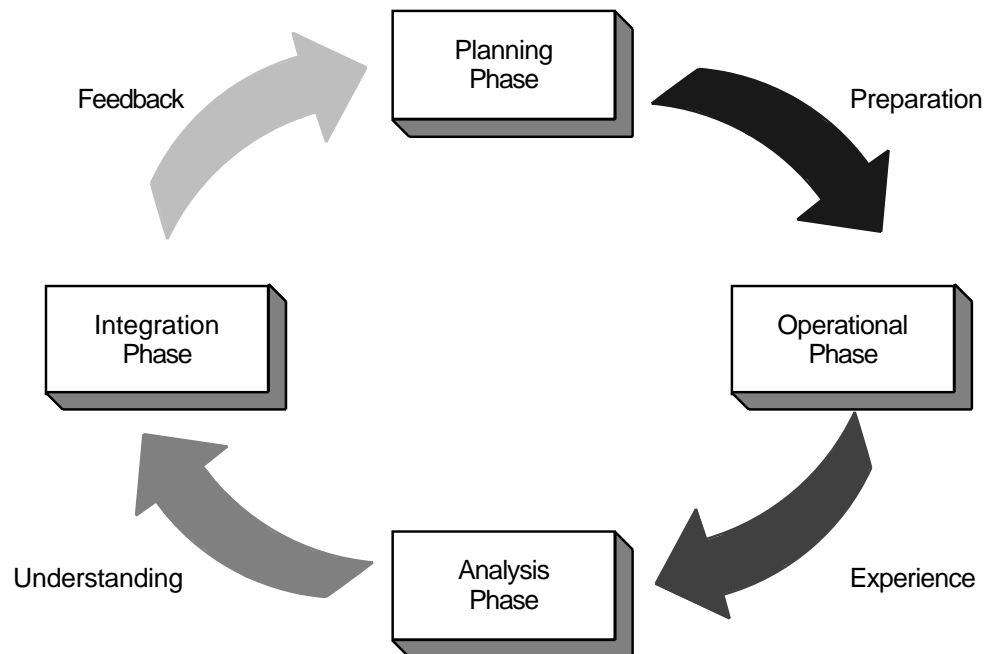 Planning
Phase
Feedback
Preparation
Integration
Phase
Operational
Phase
Understanding
Analysis
Phase
Experience